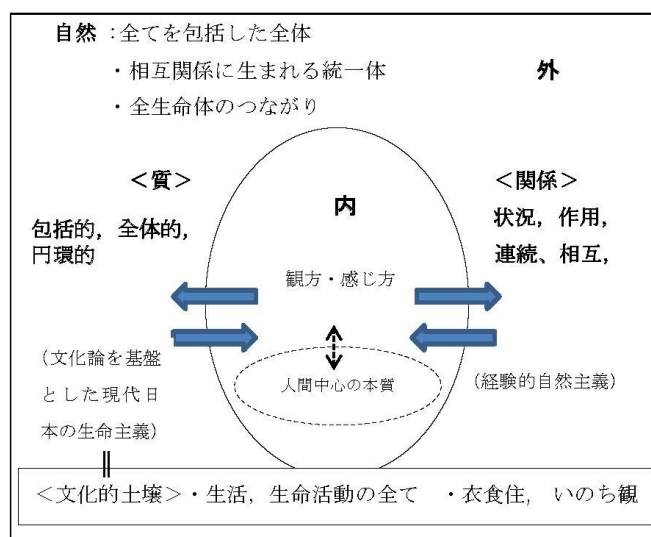 自然：全てを包括した全体
・相互関係に生まれる統一体
・全生命体のつながり
外
＜質＞
包括的，全体的，
円環的
内
＜関係＞
状況，作用，
連続、相互，
観方・感じ方
人間中心の本質
（文化論を基盤
とした現代日
本の生命主義）
（経験的自然主義）
＜文化的土壌＞・生活，生命活動の全て　・衣食住，いのち観